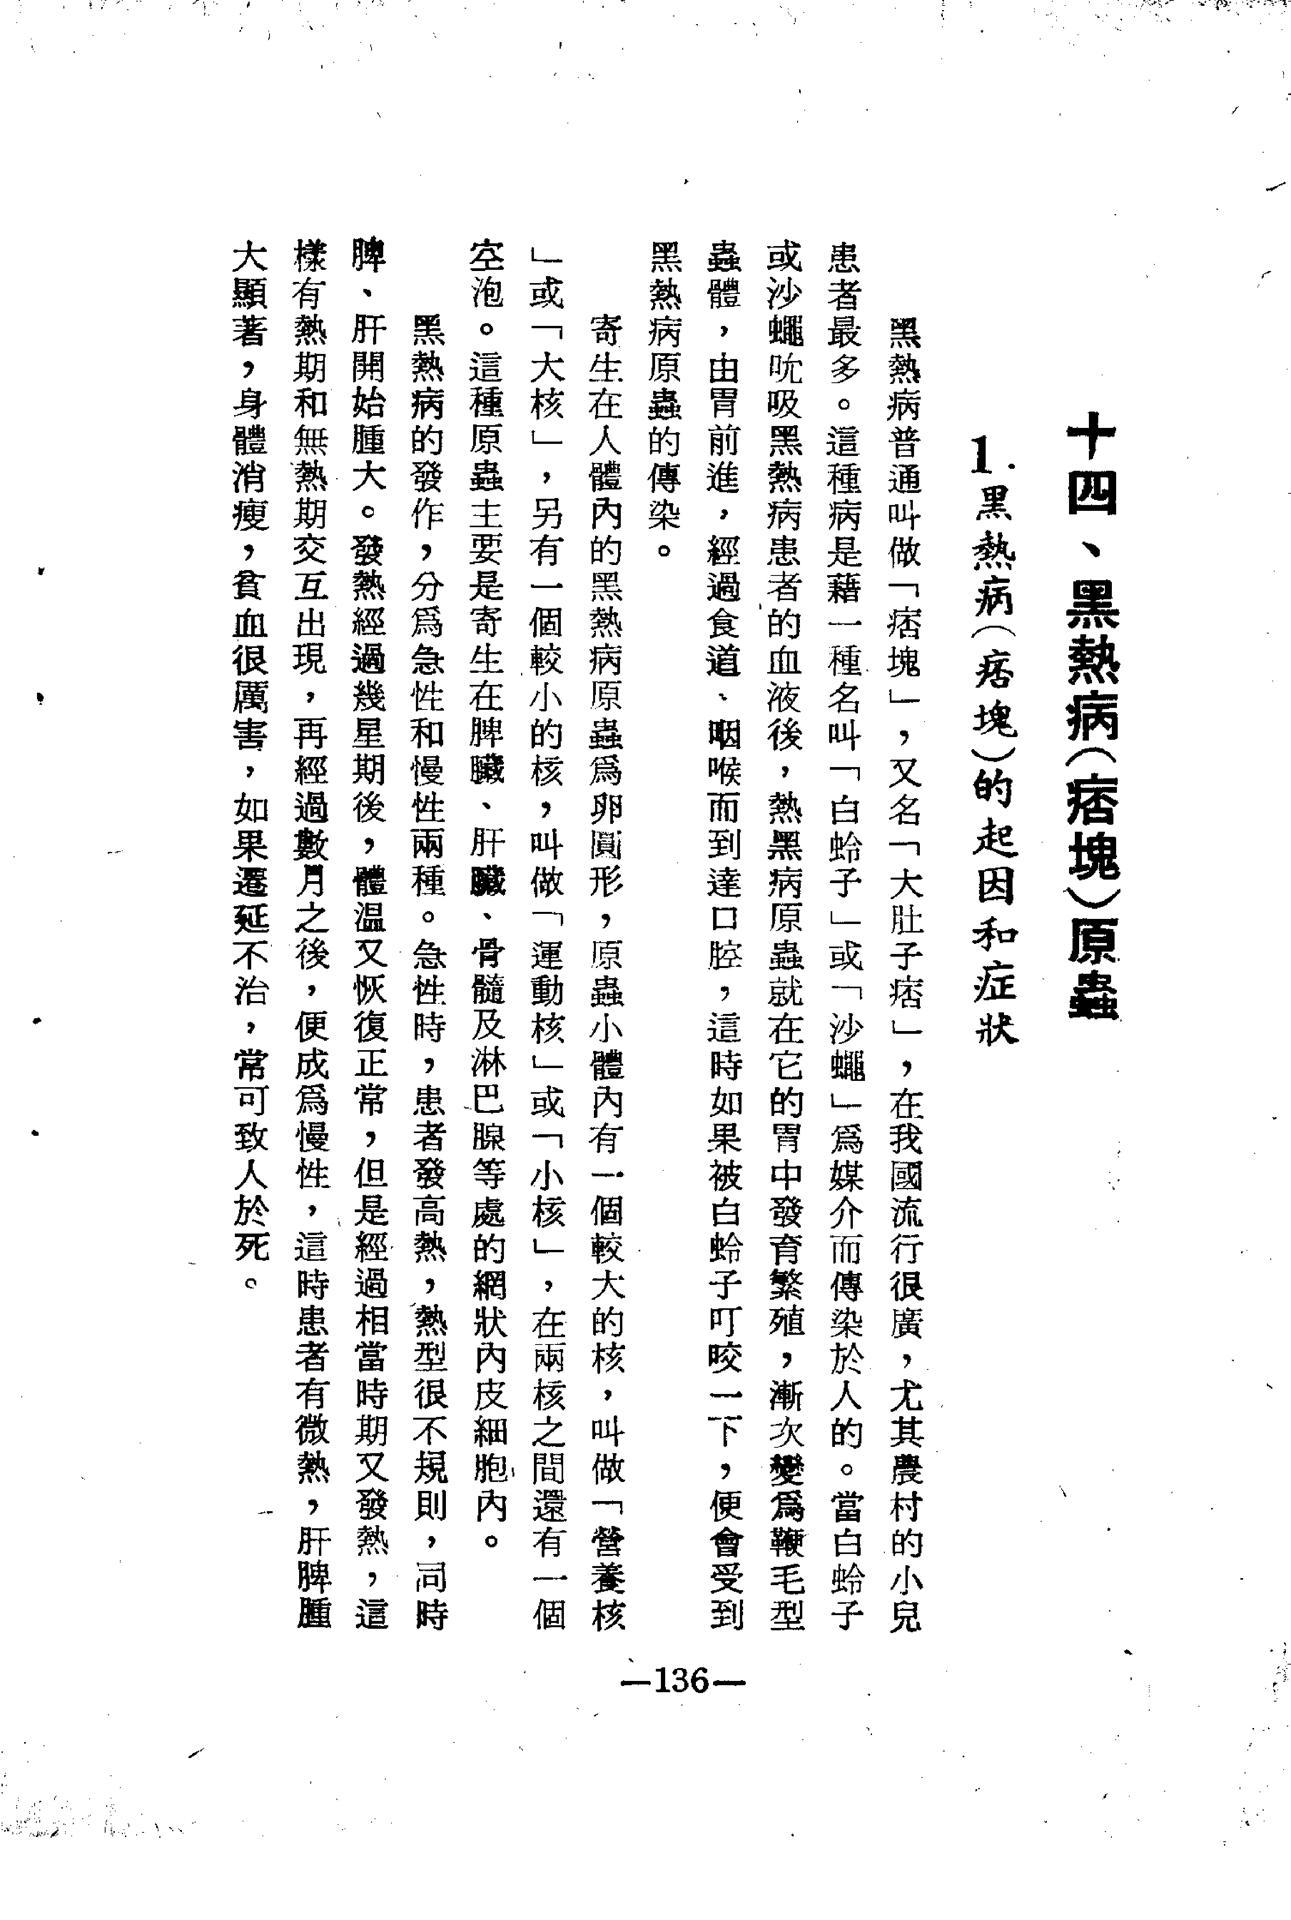 十四、黑熱病（痞塊）原蟲
1.黑熱病（痞塊）的起因和症狀
黑熱病普通叫做「痞塊」，又名「大肚子痞」，在我國流行很廣，尤其農村的小兒
患者最多。這種病是藉一種名叫「白蛉子」或「沙蠅」爲媒介而傳染於人的。當白蛉子
或沙蠅吮吸黑熱病患者的血液後，熱黑病原蟲就在它的胃中發育繁殖，漸次變爲鞭毛型
蟲體，由胃前進，經過食道、咽喉而到達口腔，這時如果被白蛉子叮咬一下，便會受到
黑熱病原蟲的傳染。
寄生在人體內的黑熱病原蟲爲卵圓形，原蟲小體內有一個較大的核，叫做「營養核
」或「大核」，另有一個較小的核，叫做「運動核」或「小核」，在兩核之間還有一個
空泡。這種原蟲主要是寄生在脾臟、肝臟、骨髓及淋巴腺等處的網狀內皮細胞內。
黑熱病的發作，分爲急性和慢性兩種。急性時，患者發高熱，熱型很不規則，同時
脾、肝開始腫大。發熱經過幾星期後，體溫又恢復正常，但是經過相當時期又發熱，這
樣有熱期和無熱期交互出現，再經過數月之後，便成爲慢性，這時患者有微熱，肝脾腫
大顯著，身體消瘦，貧血很厲害，如果遷延不治，常可致人於死。
—136—